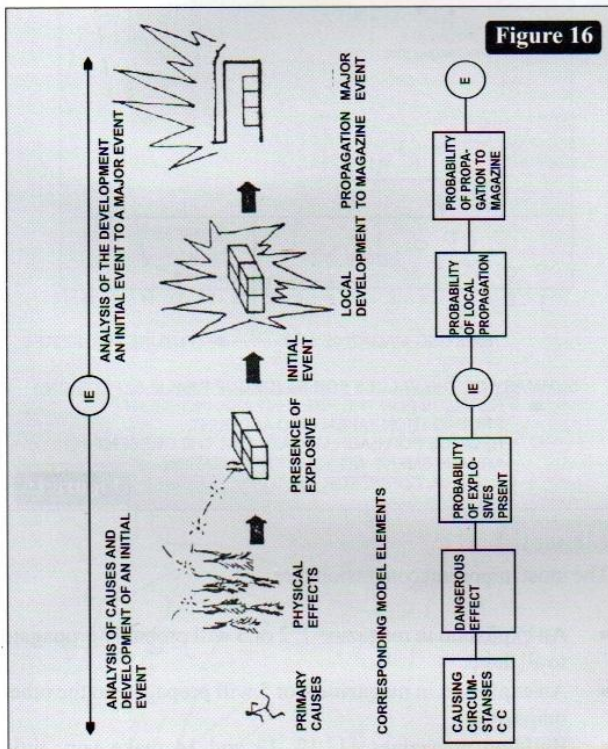 Figure 16
ANALYSIS OF CAUSES AND
DEVELOPMENT OF AN INITIAL
EVENT
IE
ANALYSIS OF THE DEVELOPMENT
AN INITIAL EVENT TO A MAJOR EVENT
PRIMARY
CAUSES
PHYSICAL
EFFECTS
PRESENCE OF
EXPLOSIVE
INITIAL
EVENT
LOCAL
DEVELOPMENT
PROPAGATION
TO MAGAZINE
MAJOR
EVENT
CORRESPONDING MODEL ELEMENTS
CAUSING
CIRCUM-
STANSES
C C
DANGEROUS
EFFECT
PROBABILITY
OF EXPLO-
SIVES
PRSENT
IE
PROBABILITY
OF LOCAL
PROPAGATION
PROBABILITY
OF PROPA-
GATION TO
MAGAZINE
E